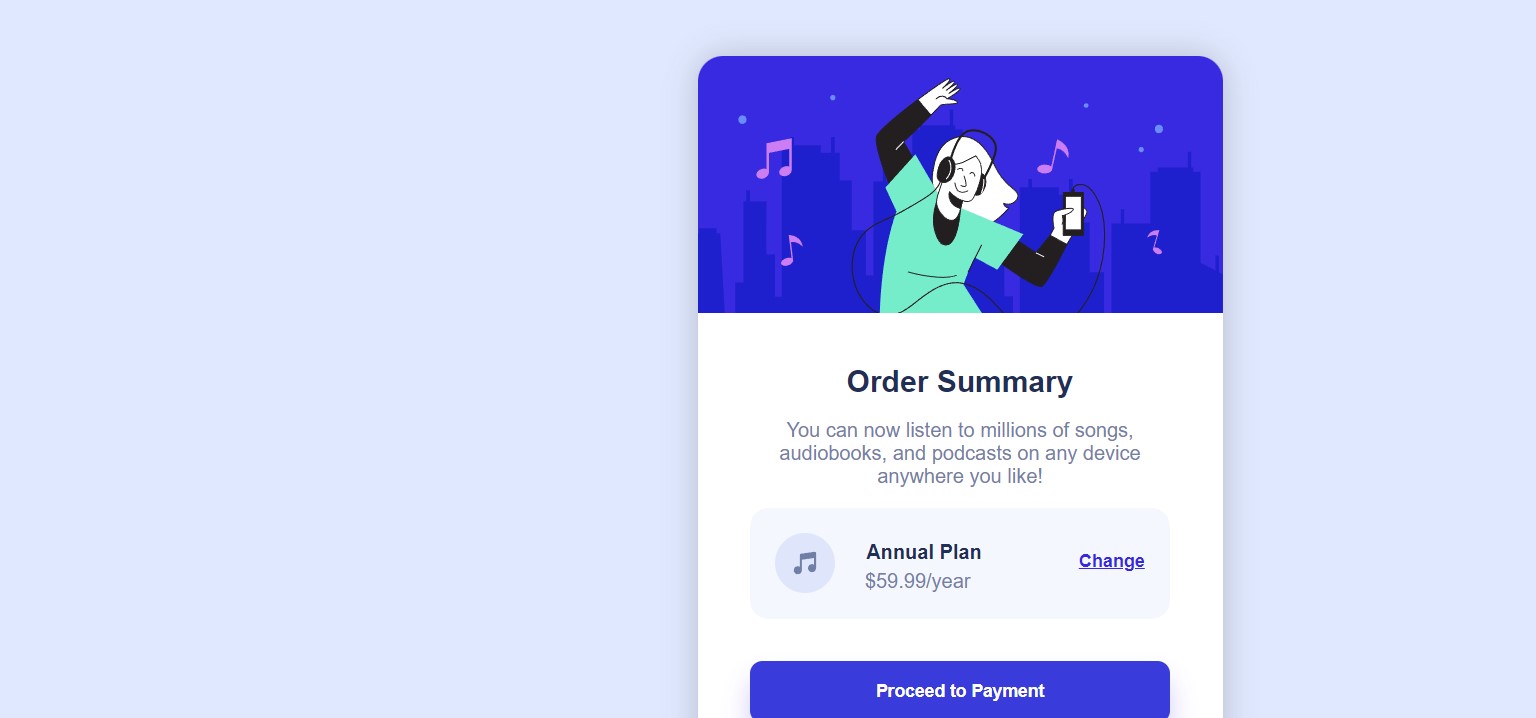 Order Summary
You can now listen to millions of songs,
audiobooks, and podcasts on any device
anywhere you like!
Annual Plan
$59.99/year
Change
Proceed to Payment